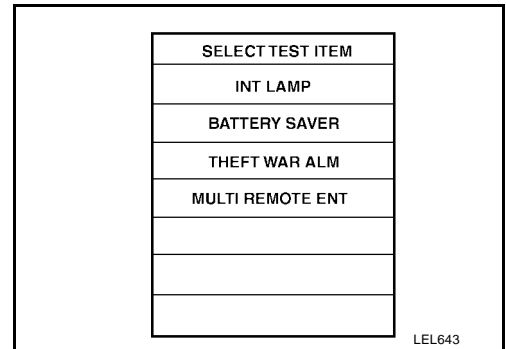 SELECT TEST ITEM
INT LAMP
BATTERY SAVER
THEFT WAR ALM
MULTI REMOTE ENT
LEL643